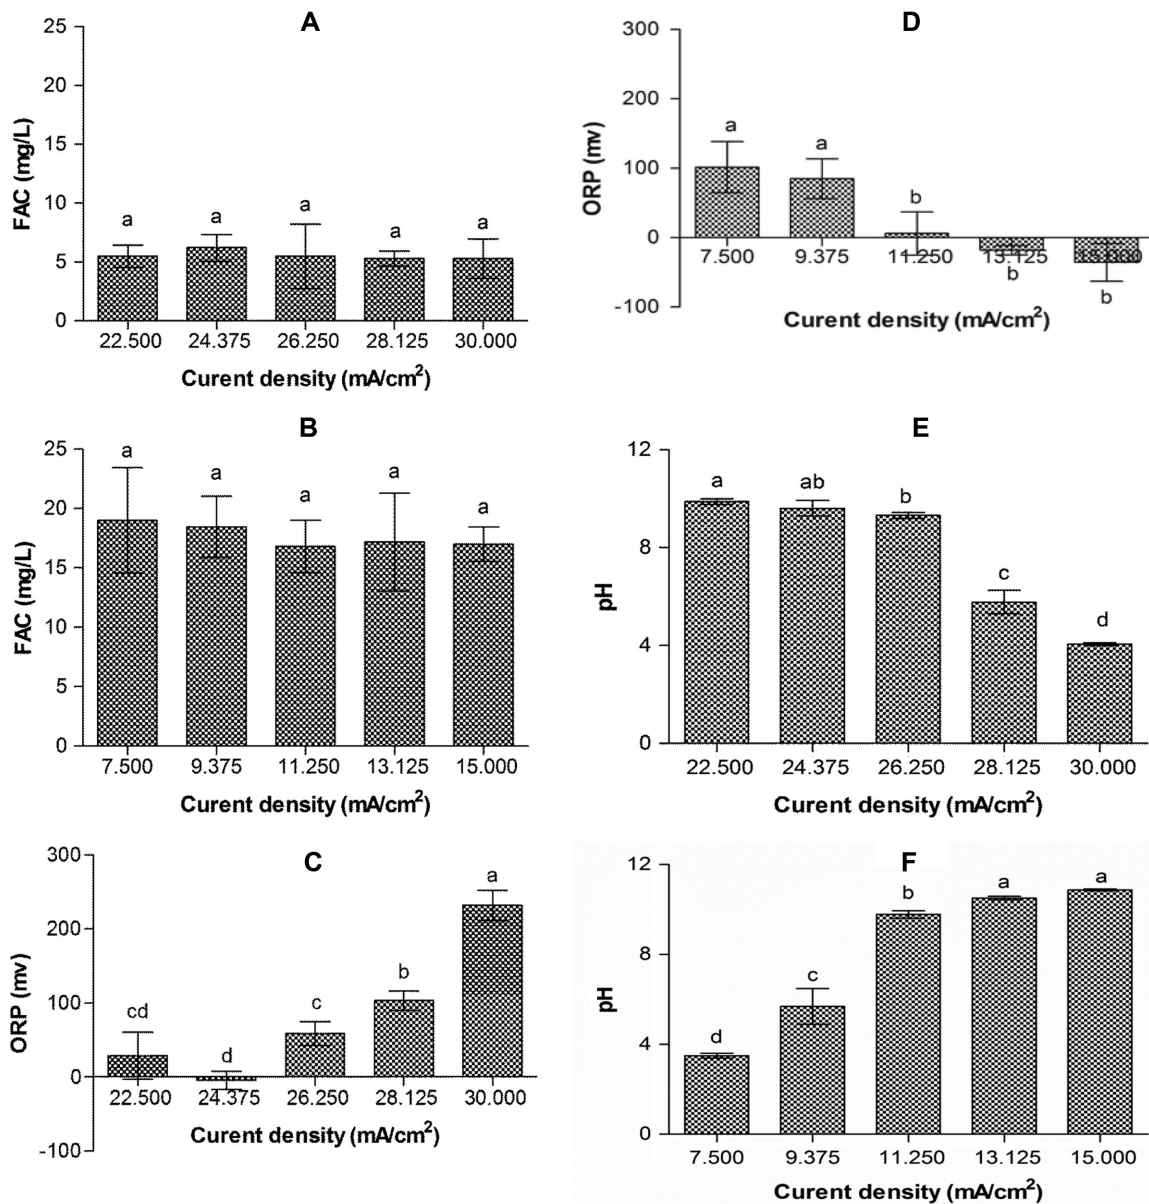 A
25
20
15
10
5
0
FAC (mg/L)
a a a a a
22.500 24.375 26.250 28.125 30.000
Curent density (mA/cm²)
B
25
20
15
10
5
0
FAC (mg/L)
a a a a a
7.500 9.375 11.250 13.125 15.000
Curent density (mA/cm²)
C
300
200
100
0
-100
ORP (mv)
cd d c b a
22.500 24.375 26.250 28.125 30.000
Curent density (mA/cm²)
D
300
200
100
0
-100
ORP (mv)
a a b b b
7.500 9.375 11.250 13.125 15.000
Curent density (mA/cm²)
E
12
8
4
0
pH
a ab b c d
22.500 24.375 26.250 28.125 30.000
Curent density (mA/cm²)
F
12
8
4
0
pH
d c b a a
7.500 9.375 11.250 13.125 15.000
Curent density (mA/cm²)